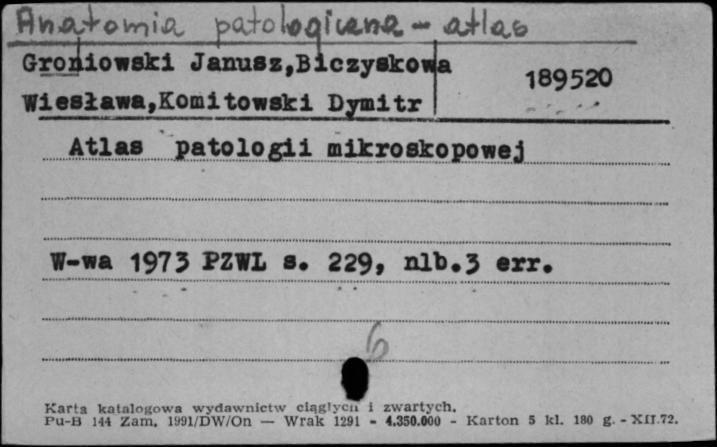 Anatomia patologiczna - atlas
Groniowski Janusz,Biczyskowa
189520
Wiesława,Komitowski Dymitr
Atlas patologii mikroskopowej
W-wa 1973 PZWL s. 229, nlb.3 err.
6
Karta katalogowa wydawnictw ciągłych i zwartych.
Pu-B 144 Zam. 1991/DW/On — Wrak 1291 - 4.350.000 - Karton 5 kl. 180 g. - XII.72.